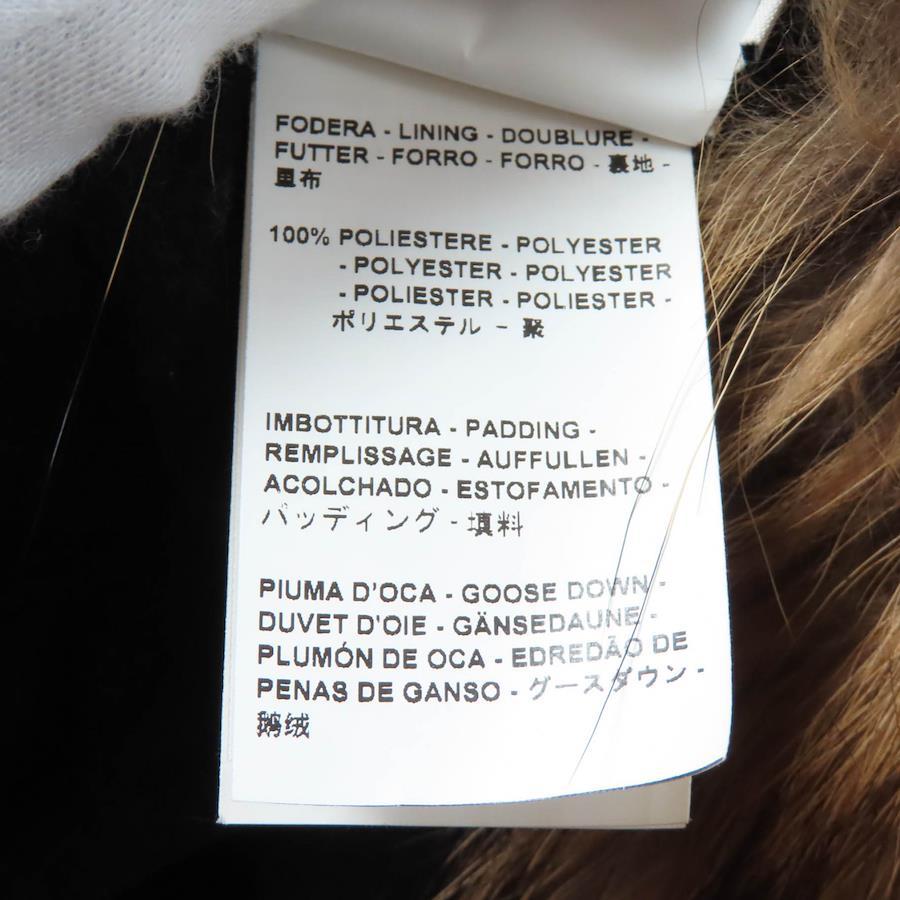 FODERA - LINING - DOUBLURE -
FUTTER - FORRO - FORRO - 裏地 -
里布
100% POLIESTERE - POLYESTER
- POLYESTER - POLYESTER
- POLIESTER - POLIESTER -
ポリエステル - 聚
IMBOTTITURA - PADDING -
REMPLISSAGE - AUFFULLEN -
ACOLCHADO - ESTOFAMENTO -
パッディング - 填料
PIUMA D'OCA - GOOSE DOWN -
DUVET D'OIE - GÄNSEDAUNE -
PLUMÓN DE OCA - EDREDÃO DE
PENAS DE GANSO - グースダウン -
鹅绒